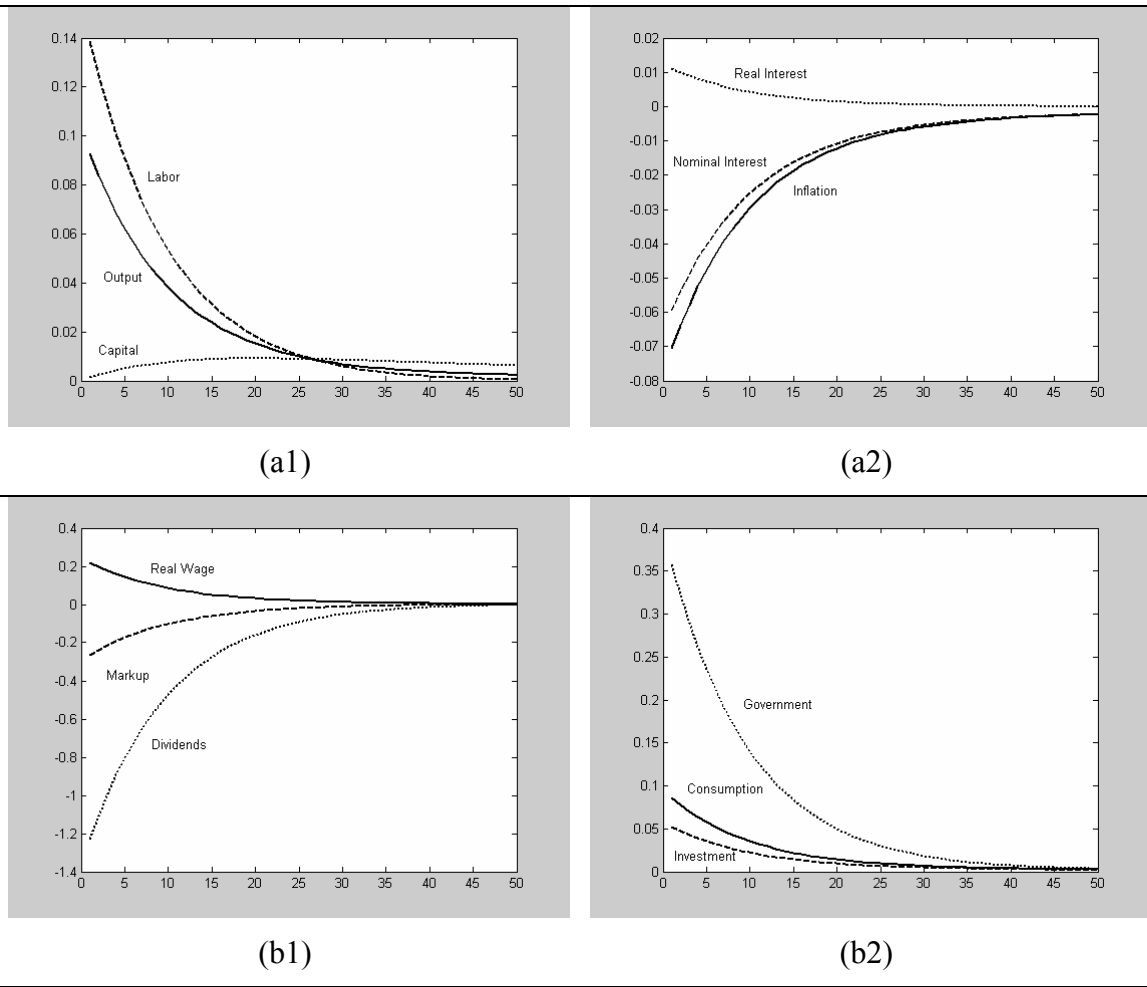 0.14
0.12
0.1
0.08
0.06
0.04
0.02
0
Labor
Output
Capital
0 5 10 15 20 25 30 35 40 45 50
(a1)
0.02
0.01
0
-0.01
-0.02
-0.03
-0.04
-0.05
-0.06
-0.07
-0.08
Real Interest
Nominal Interest
Inflation
0 5 10 15 20 25 30 35 40 45 50
(a2)
0.4
0.2
0
-0.2
-0.4
-0.6
-0.8
-1
-1.2
-1.4
Real Wage
Markup
Dividends
0 5 10 15 20 25 30 35 40 45 50
(b1)
0.4
0.35
0.3
0.25
0.2
0.15
0.1
0.05
0
Government
Consumption
Investment
0 5 10 15 20 25 30 35 40 45 50
(b2)